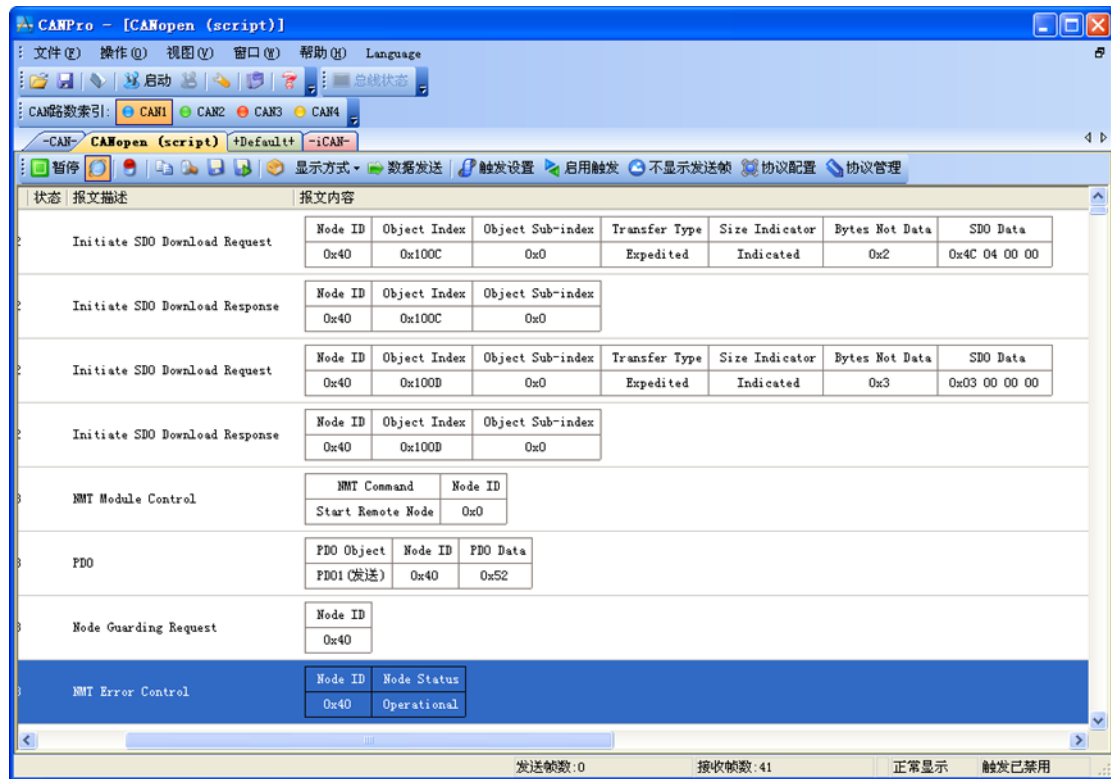 CANPro - [CANopen (script)]
文件(F) 操作(O) 视图(V) 窗口(W) 帮助(H) Language
启动 总线状态
CAN路数索引: CAN1 CAN2 CAN3 CAN4
-CAN- CANopen (script) +Default+ -iCAN-
暂停 显示方式 数据发送 触发设置 启用触发 不显示发送帧 协议配置 协议管理
状态 报文描述 报文内容
Node ID Object Index Object Sub-index Transfer Type Size Indicator Bytes Not Data SDO Data
Initiate SDO Download Request
0x40 0x100C 0x0 Expedited Indicated 0x2 0x4C 04 00 00
Node ID Object Index Object Sub-index
Initiate SDO Download Response
0x40 0x100C 0x0
Node ID Object Index Object Sub-index Transfer Type Size Indicator Bytes Not Data SDO Data
Initiate SDO Download Request
0x40 0x100D 0x0 Expedited Indicated 0x3 0x03 00 00 00
Node ID Object Index Object Sub-index
Initiate SDO Download Response
0x40 0x100D 0x0
NMT Command Node ID
NMT Module Control
Start Remote Node 0x0
PDO Object Node ID PDO Data
PDO
PDO1(发送) 0x40 0x52
Node ID
Node Guarding Request
0x40
Node ID Node Status
NMT Error Control
0x40 Operational
发送帧数:0 接收帧数:41 正常显示 触发已禁用